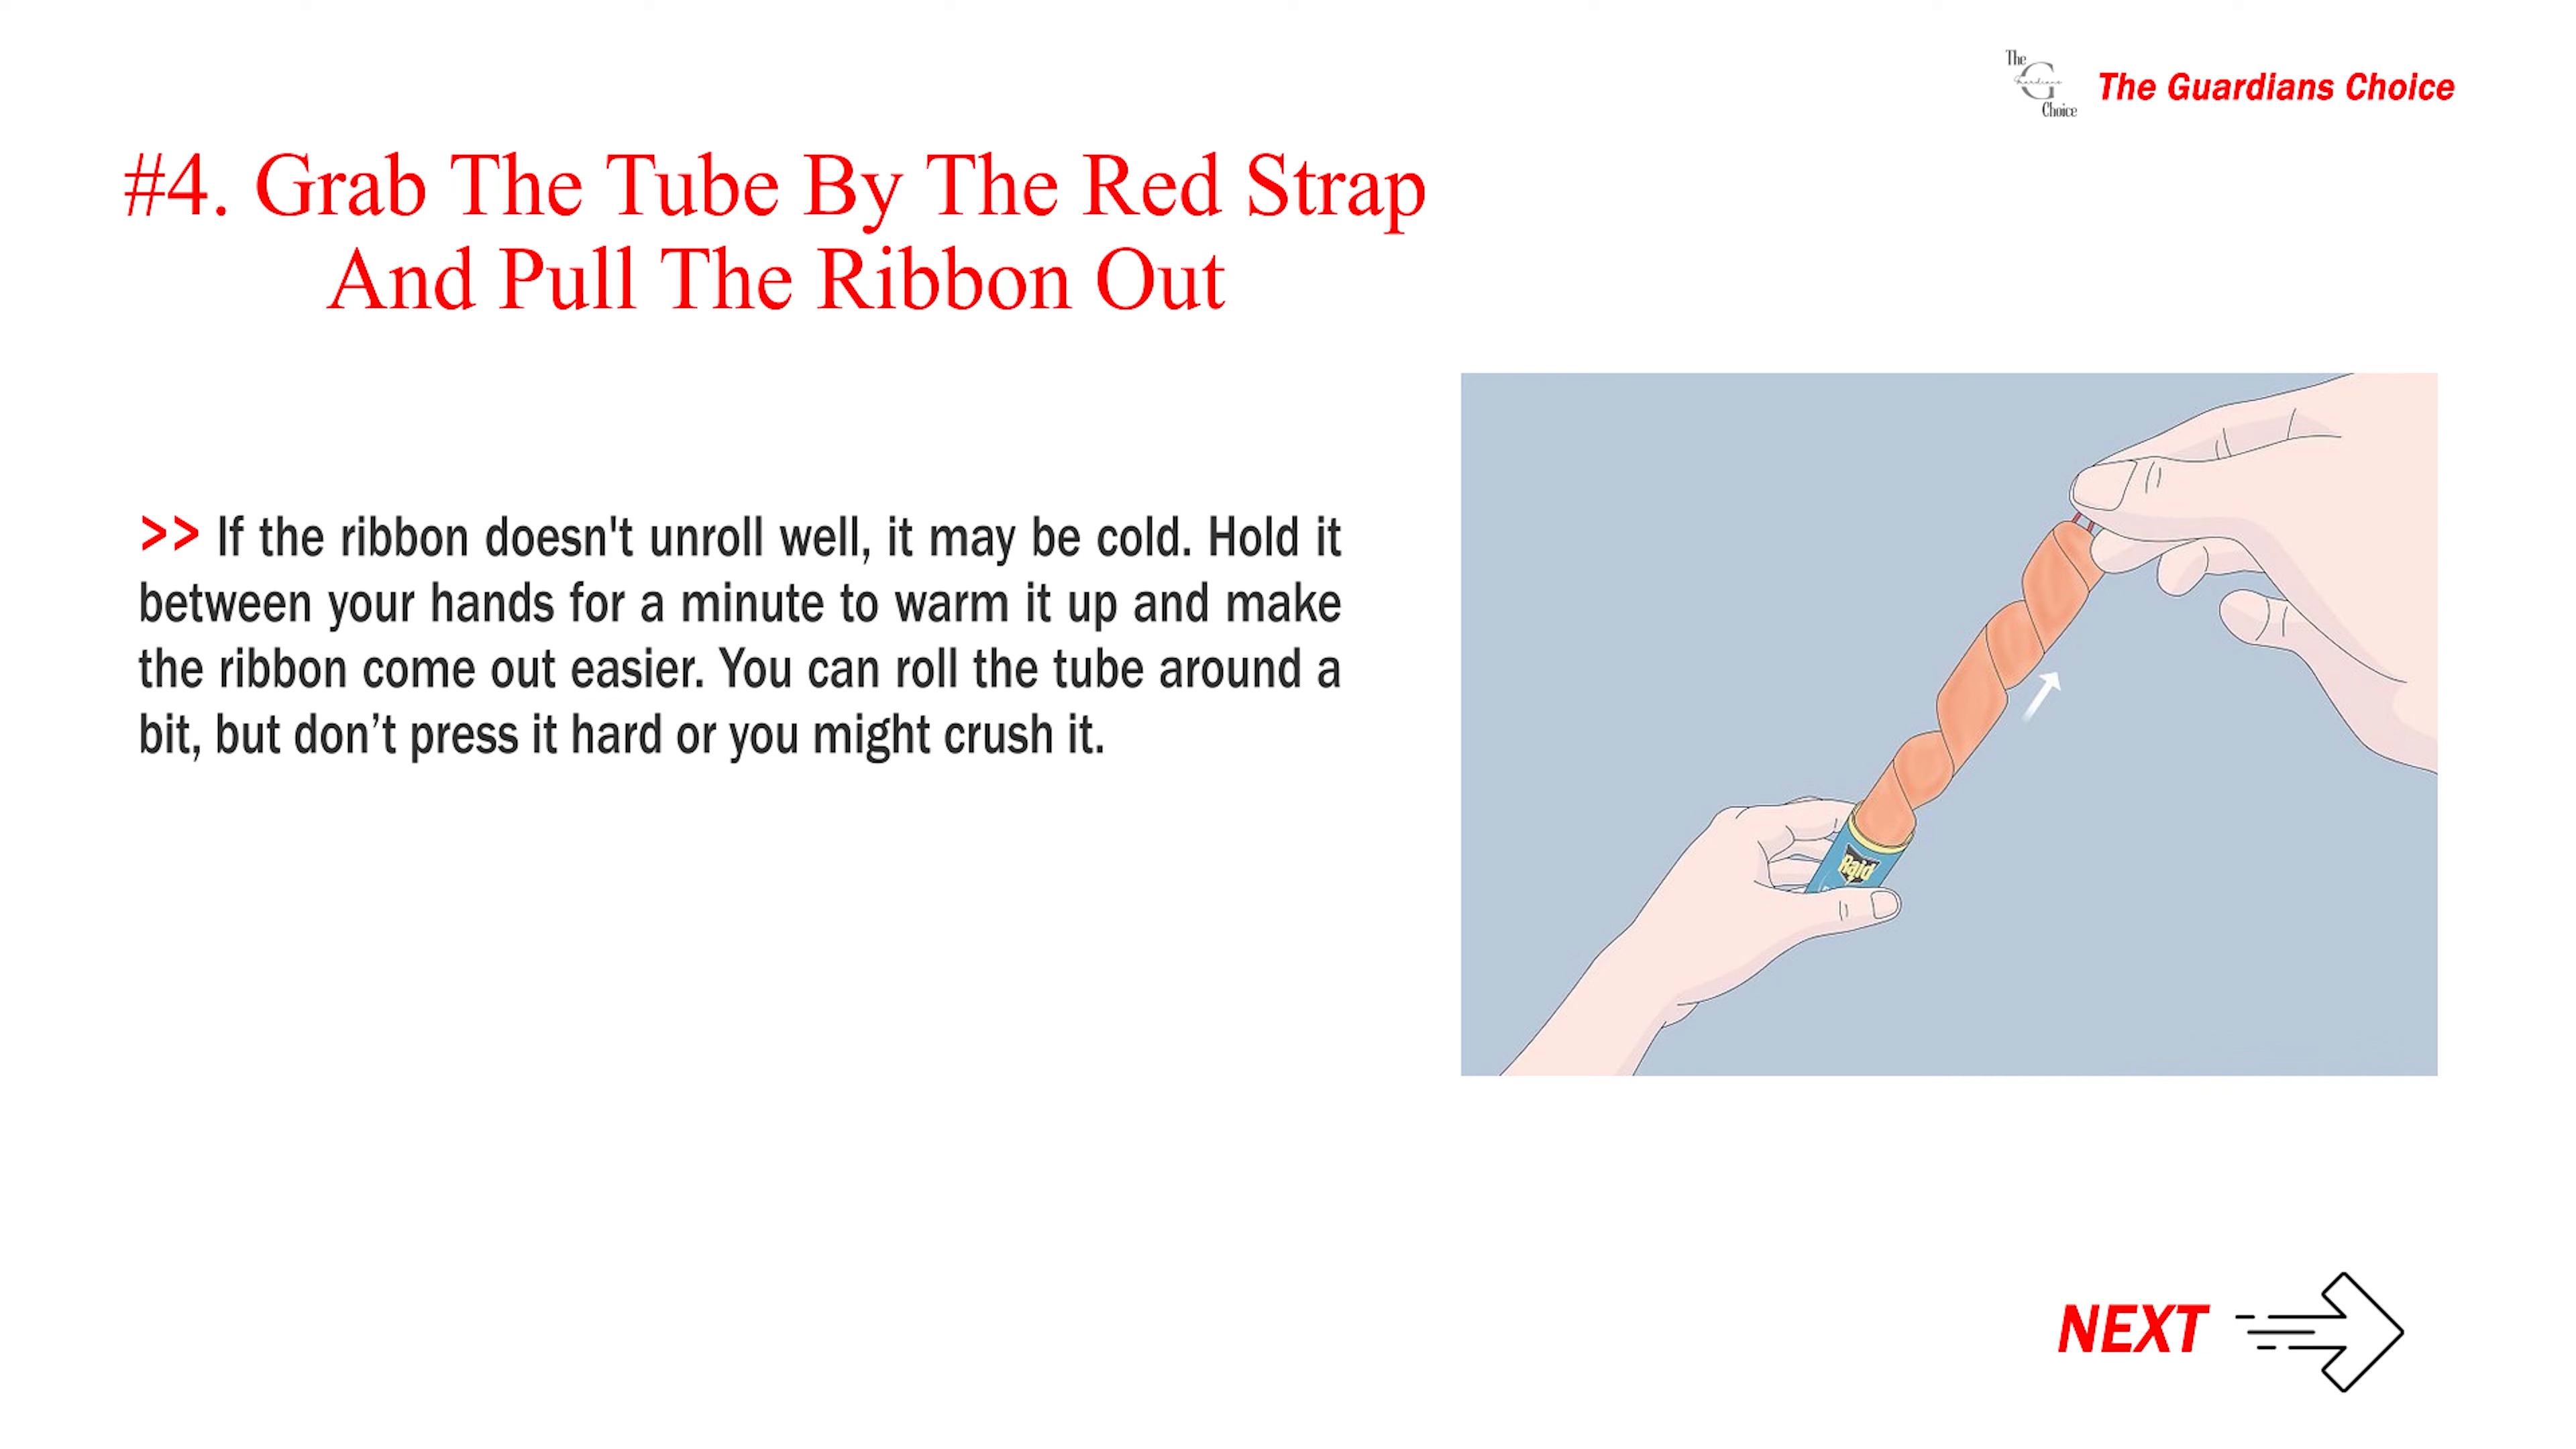 The
Guardians
G
Choice
The Guardians Choice
#4. Grab The Tube By The Red Strap
And Pull The Ribbon Out
>> If the ribbon doesn't unroll well, it may be cold. Hold it
between your hands for a minute to warm it up and make
the ribbon come out easier. You can roll the tube around a
bit, but don’t press it hard or you might crush it.
Raid
NEXT